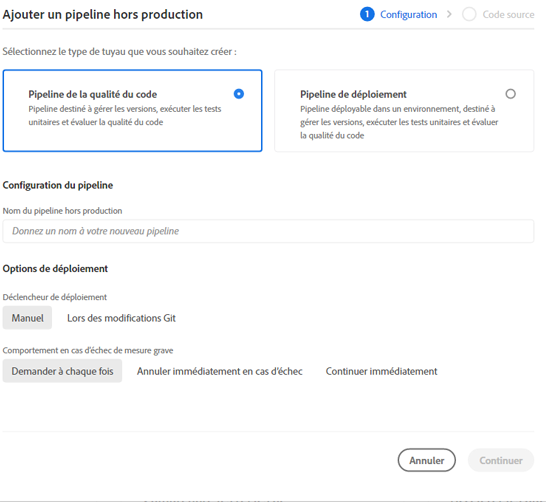 Ajouter un pipeline hors production
1 Configuration > Code source
Sélectionnez le type de tuyau que vous souhaitez créer :
Pipeline de la qualité du code
Pipeline destiné à gérer les versions, exécuter les tests
unitaires et évaluer la qualité du code
Pipeline de déploiement
Pipeline déployable dans un environnement, destiné à
gérer les versions, exécuter les tests unitaires et évaluer
la qualité du code
Configuration du pipeline
Nom du pipeline hors production
Donnez un nom à votre nouveau pipeline
Options de déploiement
Déclencheur de déploiement
Manuel Lors des modifications Git
Comportement en cas d'échec de mesure grave
Demander à chaque fois Annuler immédiatement en cas d'échec Continuer immédiatement
Annuler Continuer